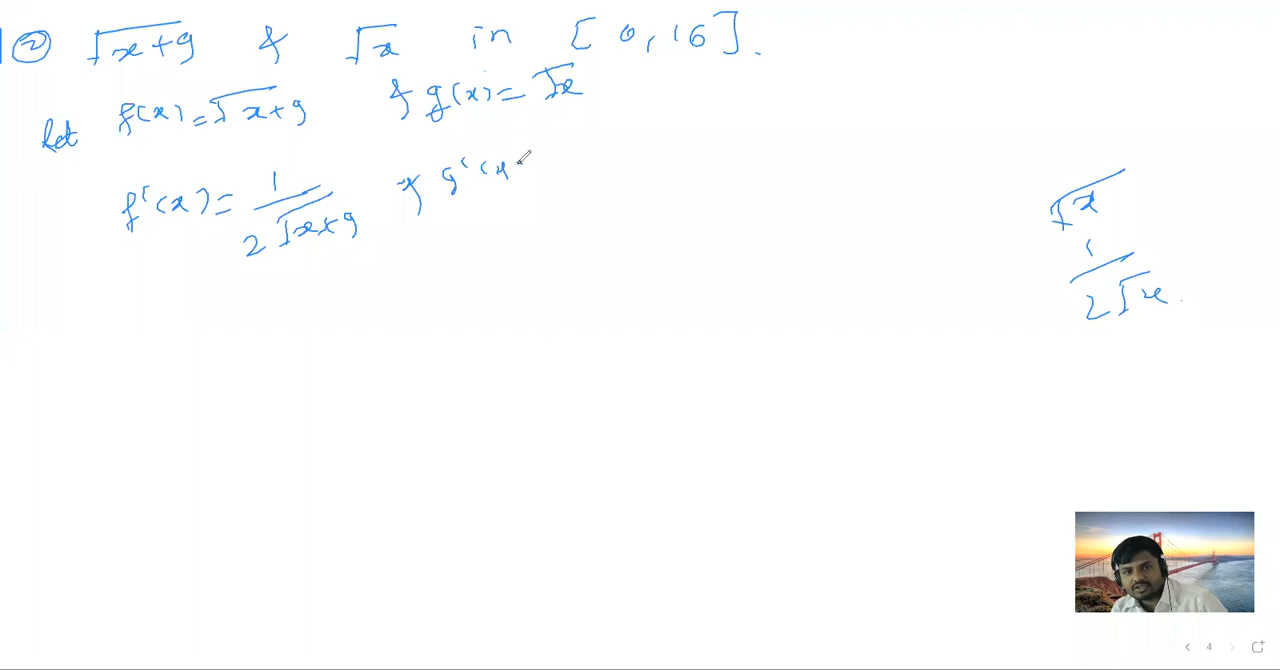 ② √x+9 & √x in [0, 16].
let f(x) = √x+9 & g(x) = √x
f'(x) = 1/2√x+9 & g'(x
√x
1/2√x
4